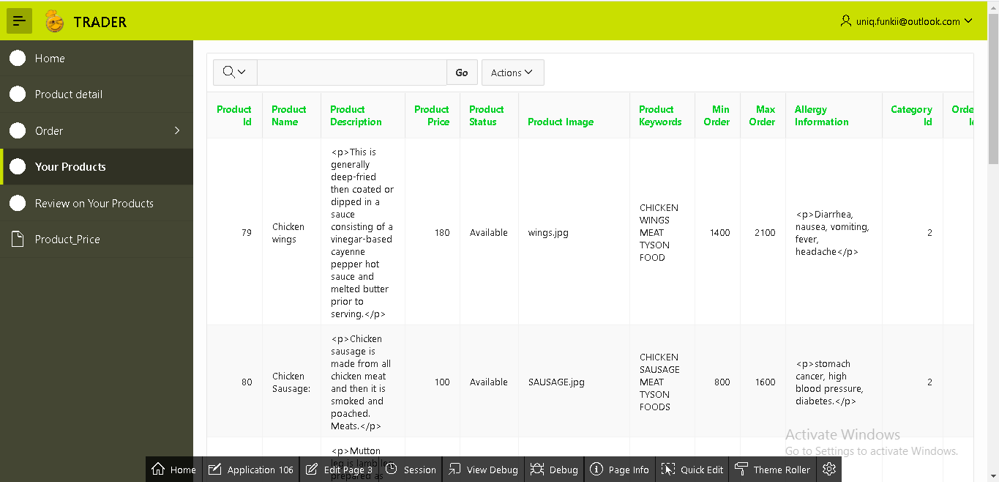 TRADER
uniq.funkii@outlook.com
Home
Product detail
Order
Your Products
Review on Your Products
Product_Price
Go
Actions
Product
Id
Product
Name
Product
Description
Product
Price
Product
Status
Product Image
Product
Keywords
Min
Order
Max
Order
Allergy
Information
Category
Id
79
Chicken
wings
<p>This is
generally
deep-fried
then coated or
dipped in a
sauce
consisting of a
vinegar-based
cayenne
pepper hot
sauce and
melted butter
prior to
serving.</p>
180
Available
wings.jpg
CHICKEN
WINGS
MEAT
TYSON
FOOD
1400
2100
<p>Diarrhea,
nausea, vomiting,
fever,
headache</p>
2
80
Chicken
Sausage:
<p>Chicken
sausage is
made from all
chicken meat
and then it is
smoked and
poached.
Meats.</p>
100
Available
SAUSAGE.jpg
CHICKEN
SAUSAGE
MEAT
TYSON
FOODS
800
1600
<p>stomach
cancer, high
blood pressure,
diabetes.</p>
2
<p>Mutton
leg is lamb leg
prepared as
Activate Windows
Go to Settings to activate Windows.
Home
Application 106
Edit Page 3
Session
View Debug
Debug
Page Info
Quick Edit
Theme Roller